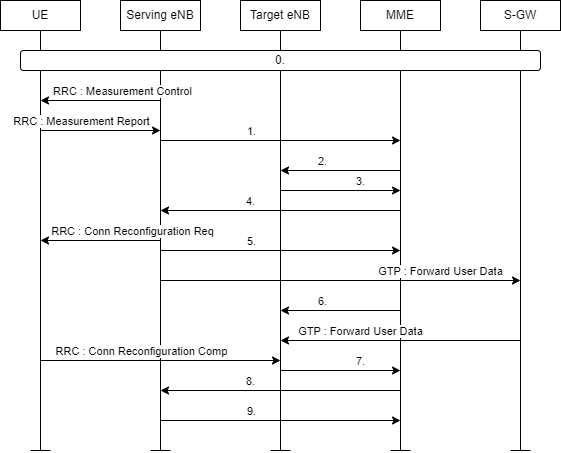 UE
Serving eNB
Target eNB
MME
S-GW
0.
RRC : Measurement Control
RRC : Measurement Report
1.
2.
3.
4.
RRC : Conn Reconfiguration Req
5.
GTP : Forward User Data
6.
GTP : Forward User Data
RRC : Conn Reconfiguration Comp
7.
8.
9.